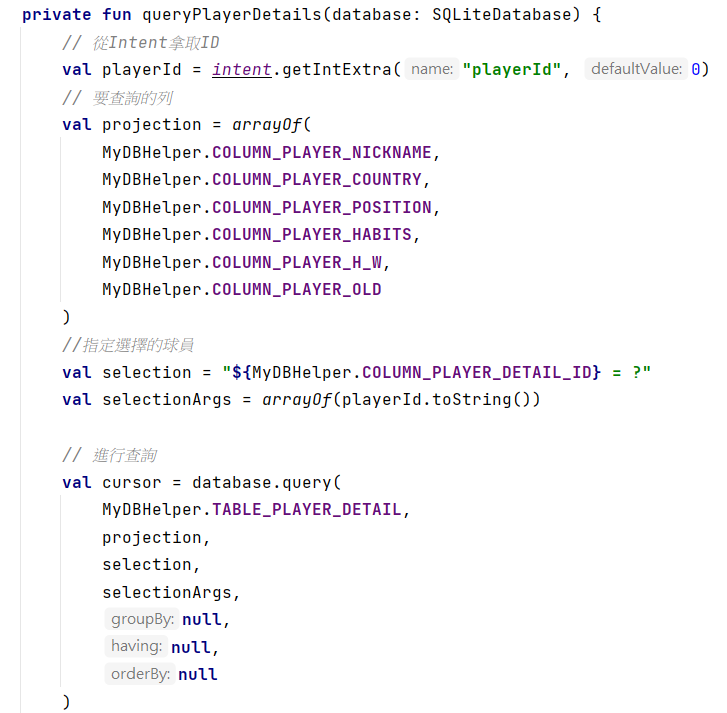 private fun queryPlayerDetails(database: SQLiteDatabase) {
// 從Intent拿取ID
val playerId = intent.getIntExtra( name: "playerId", defaultValue: 0)
// 要查詢的列
val projection = arrayOf(
MyDBHelper.COLUMN_PLAYER_NICKNAME,
MyDBHelper.COLUMN_PLAYER_COUNTRY,
MyDBHelper.COLUMN_PLAYER_POSITION,
MyDBHelper.COLUMN_PLAYER_HABITS,
MyDBHelper.COLUMN_PLAYER_H_W,
MyDBHelper.COLUMN_PLAYER_OLD
)
//指定選擇的球員
val selection = "${MyDBHelper.COLUMN_PLAYER_DETAIL_ID} = ?"
val selectionArgs = arrayOf(playerId.toString())
// 進行查詢
val cursor = database.query(
MyDBHelper.TABLE_PLAYER_DETAIL,
projection,
selection,
selectionArgs,
groupBy: null,
having: null,
orderBy: null
)